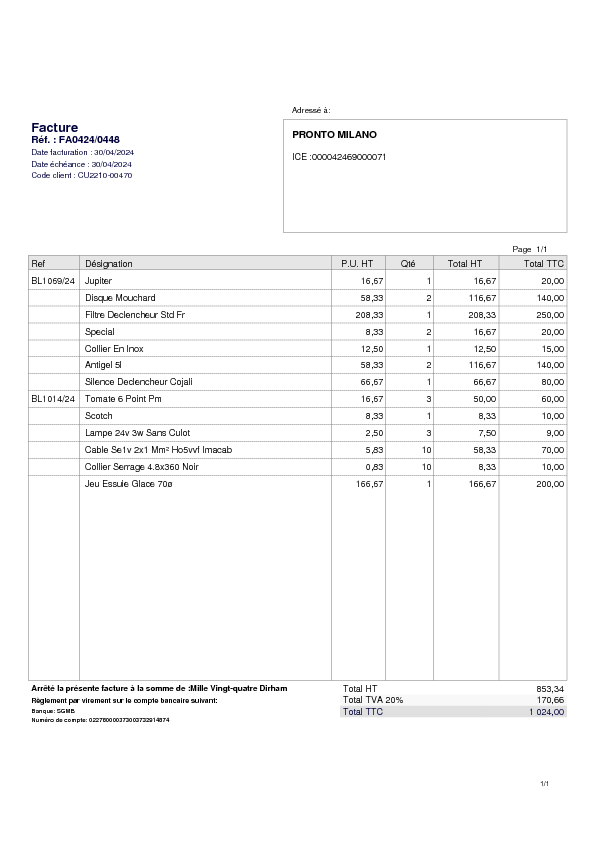 Adressé à:
Facture
Réf. : FA0424/0448
Date facturation : 30/04/2024
Date échéance : 30/04/2024
Code client : CU2210-00470
PRONTO MILANO
ICE :000042469000071
Page 1/1
Ref Désignation P.U. HT Qté Total HT Total TTC
BL1069/24 Jupiter 16,67 1 16,67 20,00
Disque Mouchard 58,33 2 116,67 140,00
Filtre Declencheur Std Fr 208,33 1 208,33 250,00
Special 8,33 2 16,67 20,00
Collier En Inox 12,50 1 12,50 15,00
Antigel 5l 58,33 2 116,67 140,00
Silence Declencheur Cojali 66,67 1 66,67 80,00
BL1014/24 Tomate 6 Point Pm 16,67 3 50,00 60,00
Scotch 8,33 1 8,33 10,00
Lampe 24v 3w Sans Culot 2,50 3 7,50 9,00
Cable Se1v 2x1 Mm² Ho5vvf Imacab 5,83 10 58,33 70,00
Collier Serrage 4.8x360 Noir 0,83 10 8,33 10,00
Jeu Essuie Glace 70ø 166,67 1 166,67 200,00
Arrêté la présente facture à la somme de :Mille Vingt-quatre Dirham
Règlement par virement sur le compte bancaire suivant:
Banque: SGMB
Numéro de compte:
Total HT 853,34
Total TVA 20% 170,66
Total TTC 1 024,00
1/1